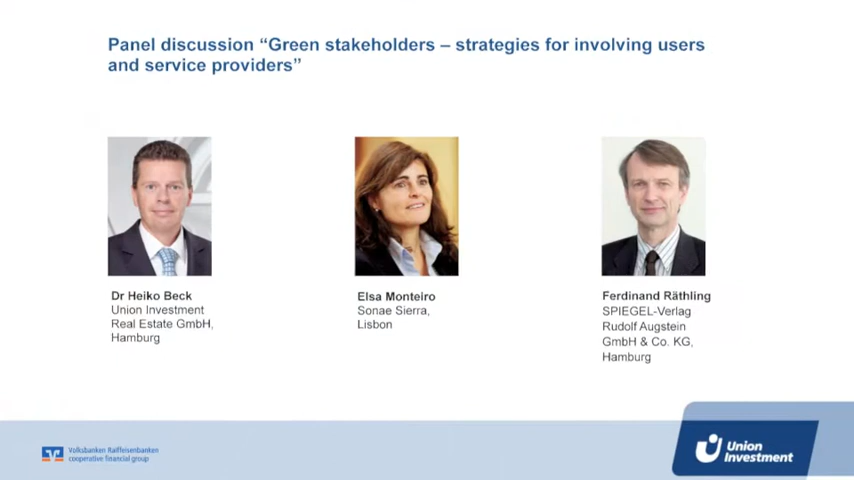 Panel discussion “Green stakeholders – strategies for involving users
and service providers”
Dr Heiko Beck
Union Investment
Real Estate GmbH,
Hamburg
Elsa Monteiro
Sonae Sierra,
Lisbon
Ferdinand Räthling
SPIEGEL-Verlag
Rudolf Augstein
GmbH & Co. KG,
Hamburg
Volksbanken Raiffeisenbanken
cooperative financial group
Union
Investment